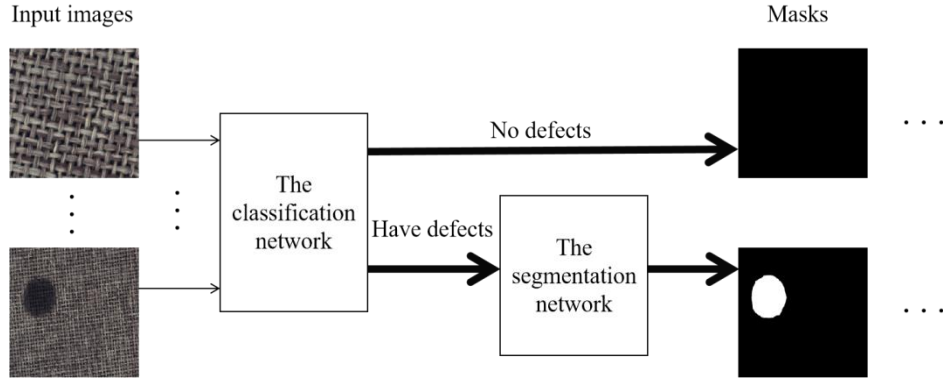 Input images
Masks
No defects
The
classification
network
Have defects
The
segmentation
network